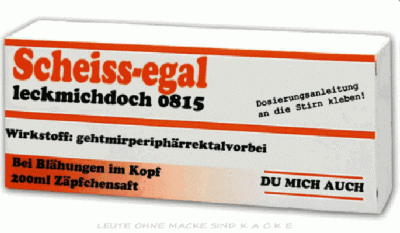 Scheiss-egal
leckmichdoch 0815
Dosierungsanleitung
an die Stirn kleben!
Wirkstoff: gehtmirperiphärrektalvorbei
Bei Blähungen im Kopf
200ml Zäpfchensaft
DU MICH AUCH
LEUTE OHNE MACKE SIND K A C K E